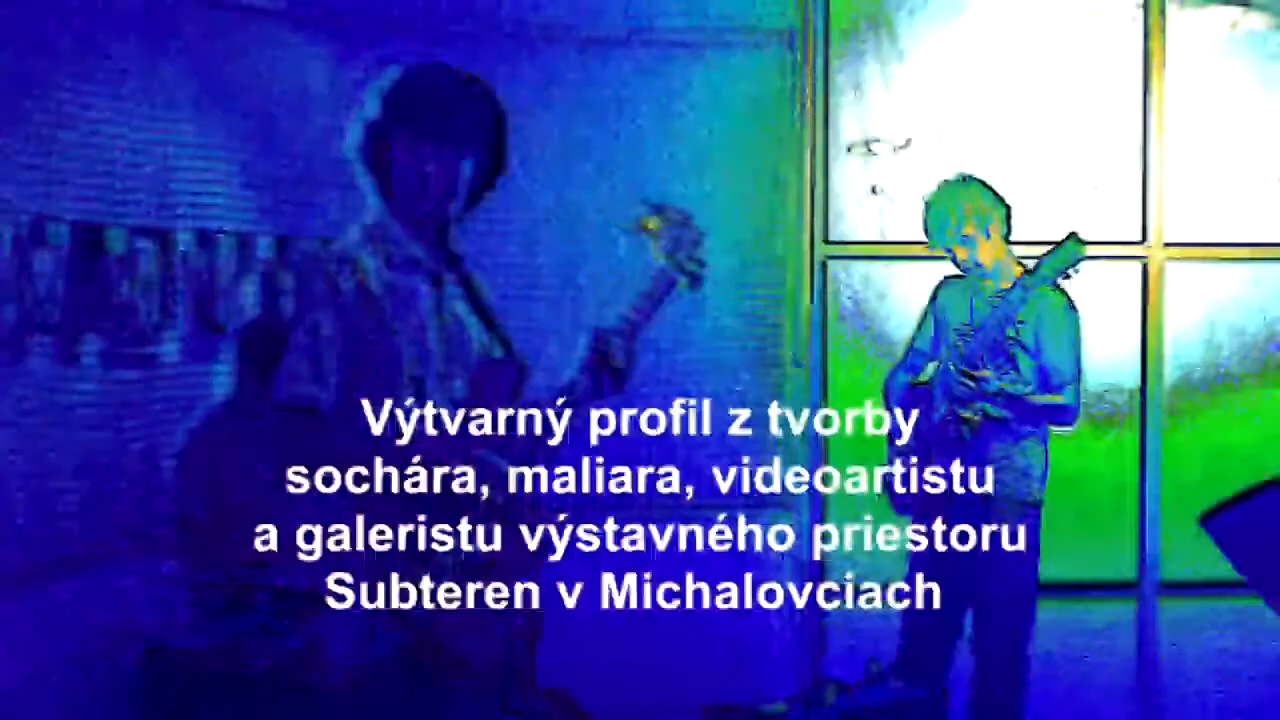 Výtvarný profil z tvorby
sochára, maliara, videoartistu
a galeristu výstavného priestoru
Subteren v Michalovciach